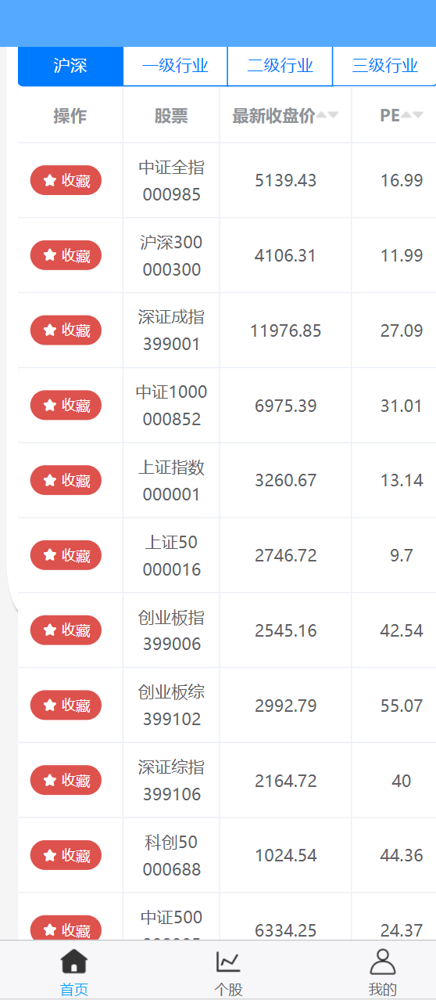 沪深 一级行业 二级行业 三级行业
操作 股票 最新收盘价 PE
收藏 中证全指 5139.43 16.99
000985
收藏 沪深300 4106.31 11.99
000300
收藏 深证成指 11976.85 27.09
399001
收藏 中证1000 6975.39 31.01
000852
收藏 上证指数 3260.67 13.14
000001
收藏 上证50 2746.72 9.7
000016
收藏 创业板指 2545.16 42.54
399006
收藏 创业板综 2992.79 55.07
399102
收藏 深证综指 2164.72 40
399106
收藏 科创50 1024.54 44.36
000688
收藏 中证500 6334.25 24.37
首页 个股 我的